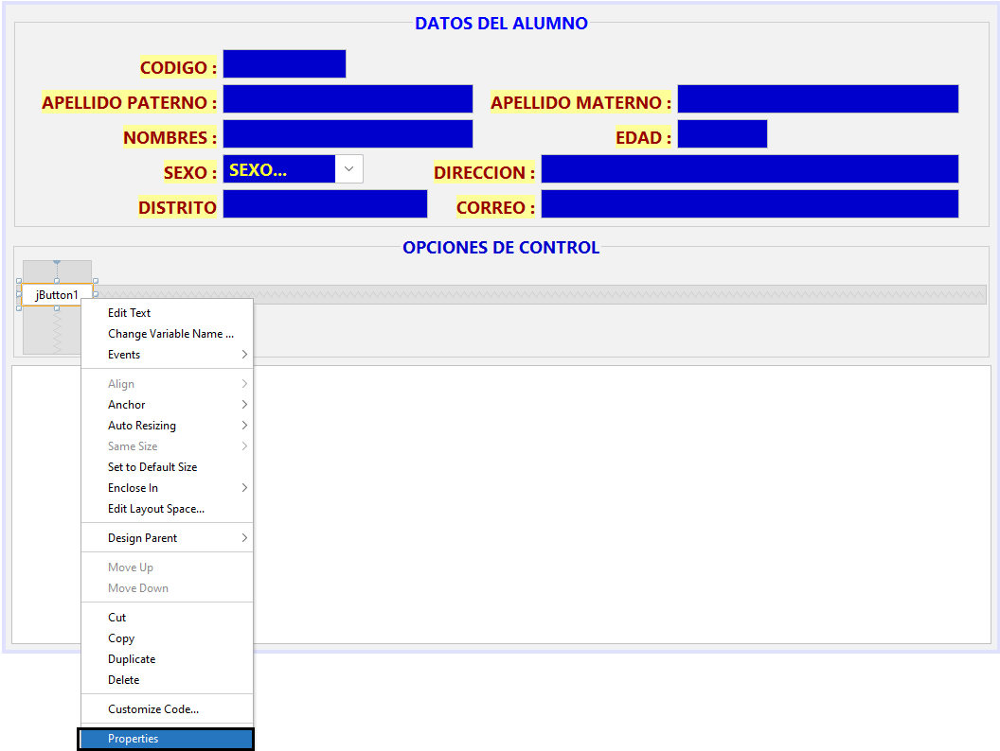 DATOS DEL ALUMNO
CODIGO :
APELLIDO PATERNO : APELLIDO MATERNO :
NOMBRES : EDAD :
SEXO : SEXO... DIRECCION :
DISTRITO CORREO :
OPCIONES DE CONTROL
jButton1
Edit Text
Change Variable Name ...
Events
Align
Anchor
Auto Resizing
Same Size
Set to Default Size
Enclose In
Edit Layout Space...
Design Parent
Move Up
Move Down
Cut
Copy
Duplicate
Delete
Customize Code...
Properties